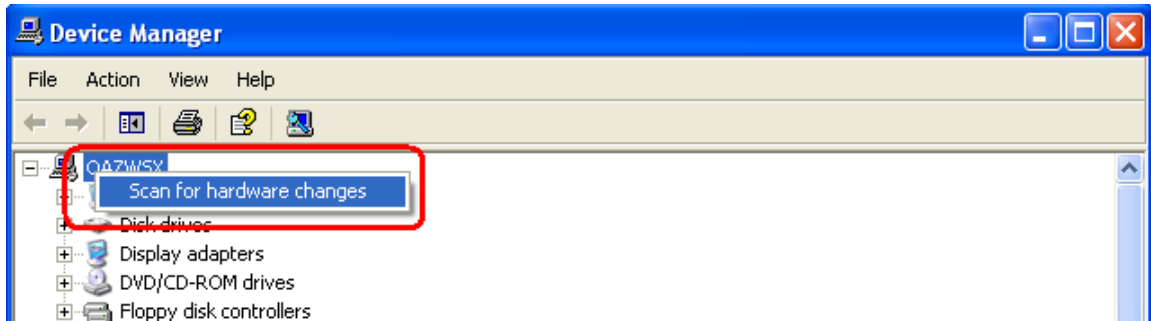 Device Manager
File Action View Help
QAZWSX
Scan for hardware changes
Disk drives
Display adapters
DVD/CD-ROM drives
Floppy disk controllers